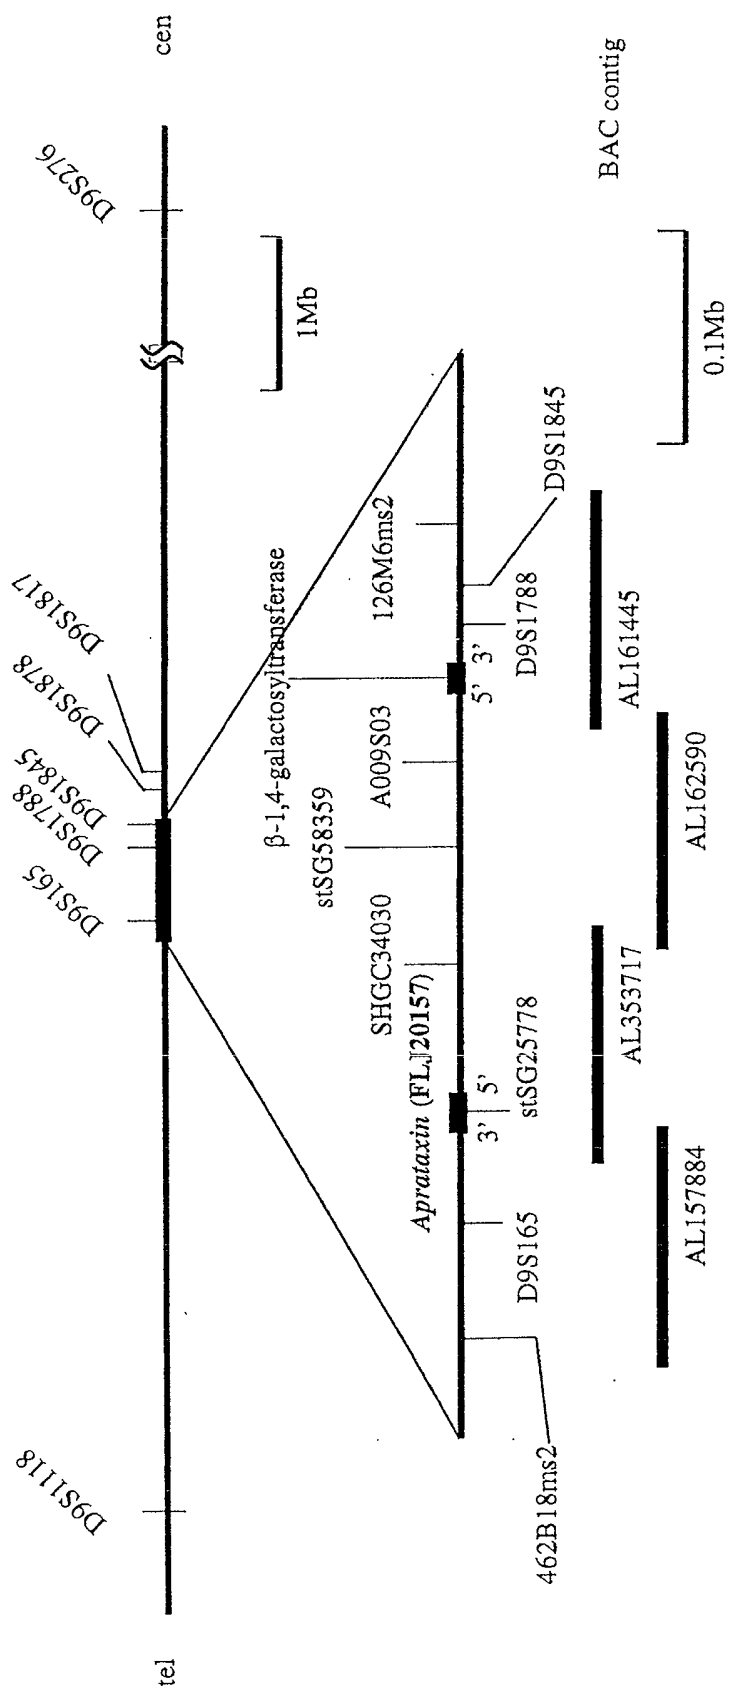 tel
cen
D9S1118
D9S165
D9S1788
D9S1845
D9S1878
D9S1817
D9S276
1Mb
β-1,4-galactosyltransferase
stSG58359
SHGC34030
A009S03
126M6ms2
Aprataxin (FLJ20157)
3' 5'
5' 3'
462B18ms2
D9S165
stSG25778
D9S1788
D9S1845
BAC contig
AL157884
AL353717
AL162590
AL161445
0.1Mb